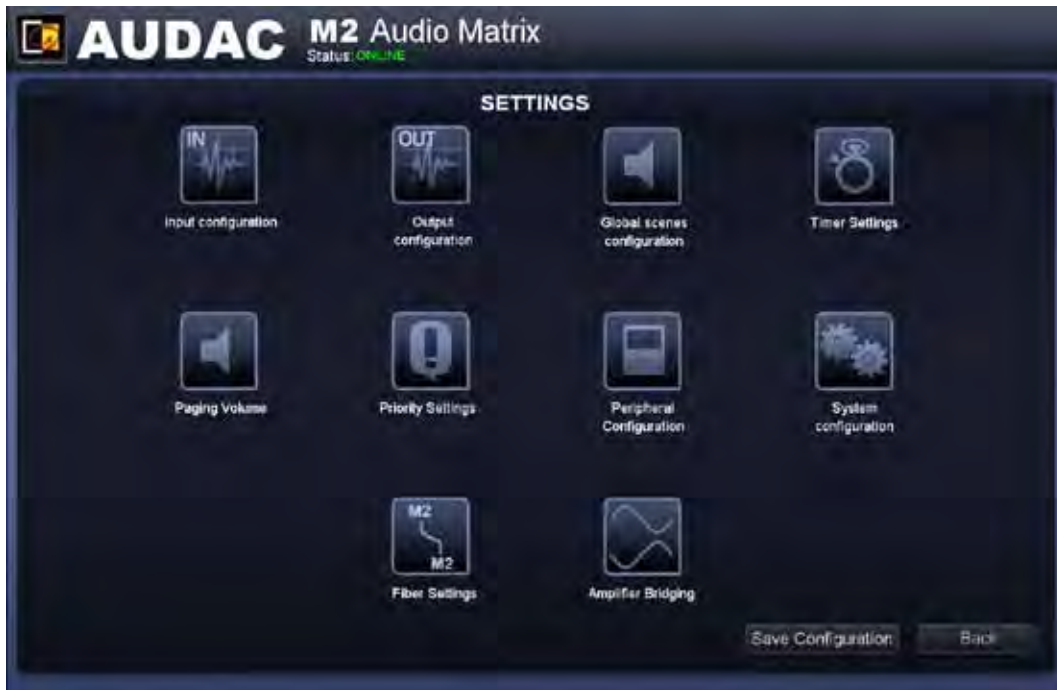 AUDAC M2 Audio Matrix
Status: ONLINE
SETTINGS
IN
OUT
Input configuration
Output
configuration
Global scenes
configuration
Timer Settings
Paging Volume
Priority Settings
Peripheral
Configuration
System
configuration
M2
M2
Fiber Settings
Amplifier Bridging
Save Configuration
Back